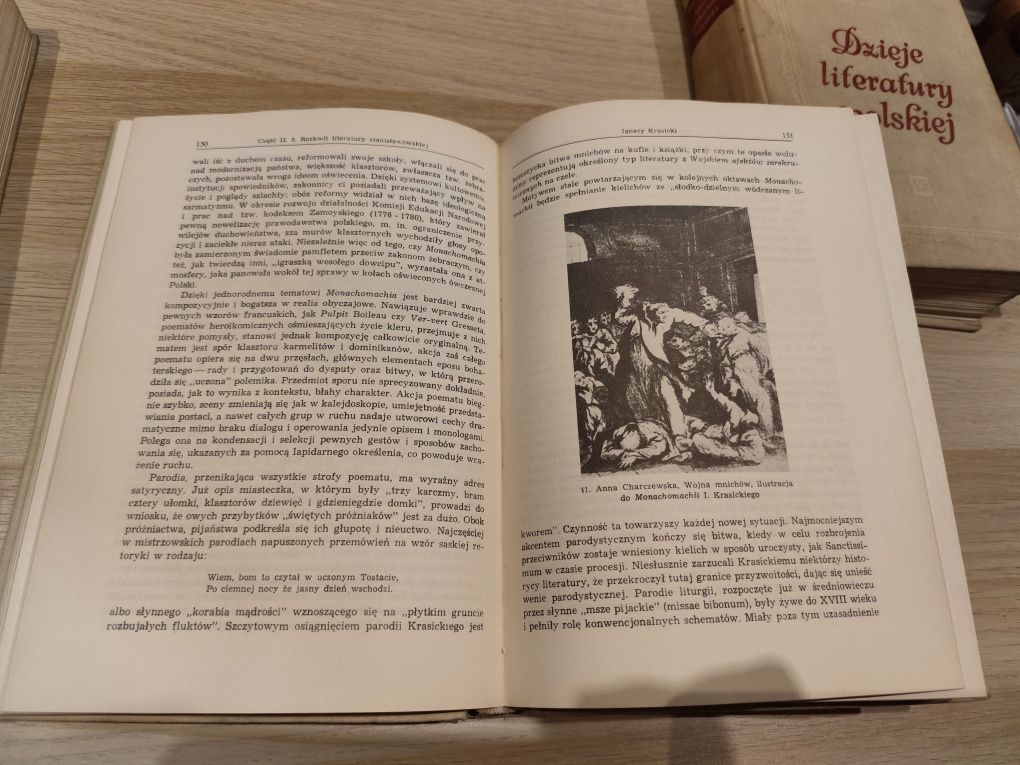 150
Część II. 3. Rozkwit literatury stanisławowskiej
wali iść z duchem czasu, reformowali swoje szkoły, włączali się do prac
nad modernizacją państwa, większość klasztorów, zwłaszcza tzw. żebra-
czych, pozostawała wroga ideom oświecenia. Dzięki systemowi kultowemu,
instytucji spowiedników, zakonnicy ci posiadali przeważający wpływ na
życie i poglądy szlachty; obóz reformy widział w nich bazę ideologiczną
sarmatyzmu. W okresie rozwoju działalności Komisji Edukacji Narodowej
i prac nad tzw. kodeksem Zamoyskiego (1776-1780), który zawierał
pewną nowelizację prawodawstwa polskiego, m. in. ograniczenie przy-
wilejów duchowieństwa, zza murów klasztornych wychodziły głosy opo-
zycji i zaciekłe nieraz ataki. Niezależnie więc od tego, czy Monachomachia
była zamierzonym świadomie pamfletem przeciw zakonom żebraczym, czy
też, jak twierdzą inni, „igraszką wesołego dowcipu", wyrastała ona z at-
mosfery, jaka panowała wokół tej sprawy w kołach oświeconych ówczesnej
Polski.
Dzięki jednorodnemu tematowi Monachomachia jest bardziej zwarta
kompozycyjnie i bogatsza w realia obyczajowe. Nawiązuje wprawdzie do
pewnych wzorów francuskich, jak Pulpit Boileau czy Ver-vert Gresseta,
poematów heroikomicznych ośmieszających życie kleru, przejmuje z nich
niektóre pomysły, stanowi jednak kompozycję całkowicie oryginalną. Te-
matem jest spór klasztoru karmelitów i dominikanów, akcja zaś całego
poematu opiera się na dwu przęsłach, głównych elementach eposu boha-
terskiego — rady i przygotowań do dysputy oraz bitwy, w którą przero-
dziła się „uczona" polemika. Przedmiot sporu nie sprecyzowany dokładnie,
posiada, jak to wynika z kontekstu, błahy charakter. Akcja poematu bieg-
nie szybko, sceny zmieniają się jak w kalejdoskopie, umiejętność przedsta-
wiania postaci, a nawet całych grup w ruchu nadaje utworowi cechy dra-
matyczne mimo braku dialogu i operowania jedynie opisem i monologami.
Polega ona na kondensacji i selekcji pewnych gestów i sposobów zacho-
wania się, ukazanych za pomocą lapidarnego określenia, co powoduje wra-
żenie ruchu.
Parodia, przenikająca wszystkie strofy poematu, ma wyraźny adres
satyryczny. Już opis miasteczka, w którym były „trzy karczmy, bram
cztery ułomki, klasztorów dziewięć i gdzieniegdzie domki", prowadzi do
wniosku, że owych przybytków „świętych próżniaków" jest za dużo. Obok
próżniactwa, pijaństwa podkreśla się ich głupotę i nieuctwo. Najczęściej
w mistrzowskich parodiach napuszonych przemówień na wzór saskiej re-
toryki w rodzaju:
Wiem, bom to czytał w uczonym Tostacie,
Po ciemnej nocy że jasny dzień wschodzi.
albo słynnego „korabia mądrości" wznoszącego się na „płytkim gruncie
rozbujałych fluktów". Szczytowym osiągnięciem parodii Krasickiego jest
Ignacy Krasicki
151
bitwa mnichów na kufle i książki, przy czym te opasłe wolu-
miny reprezentują określony typ literatury z Wojskiem afektów zarekru-
towanych na czele.
Motywem stale powtarzającym się w kolejnych oktawach Monacho-
machii będzie spełnianie kielichów ze „słodko-dzielnym wódczanym li-
41. Anna Charczewska, Wojna mnichów, ilustracja
do Monachomachii I. Krasickiego
kworem". Czynność ta towarzyszy każdej nowej sytuacji. Najmocniejszym
akcentem parodystycznym kończy się bitwa, kiedy w celu rozbrojenia
przeciwników zostaje wniesiony kielich w sposób uroczysty, jak Sanctissi-
mum w czasie procesji. Niesłusznie zarzucali Krasickiemu niektórzy histo-
rycy literatury, że przekroczył tutaj granice przyzwoitości, dając się unieść
wenie parodystycznej. Parodie liturgii, rozpoczęte już w średniowieczu
przez słynne „msze pijackie" (missae bibonum), były żywe do XVIII wieku
i pełniły rolę konwencjonalnych schematów. Miały poza tym uzasadnienie
Dzieje
literatury
polskiej